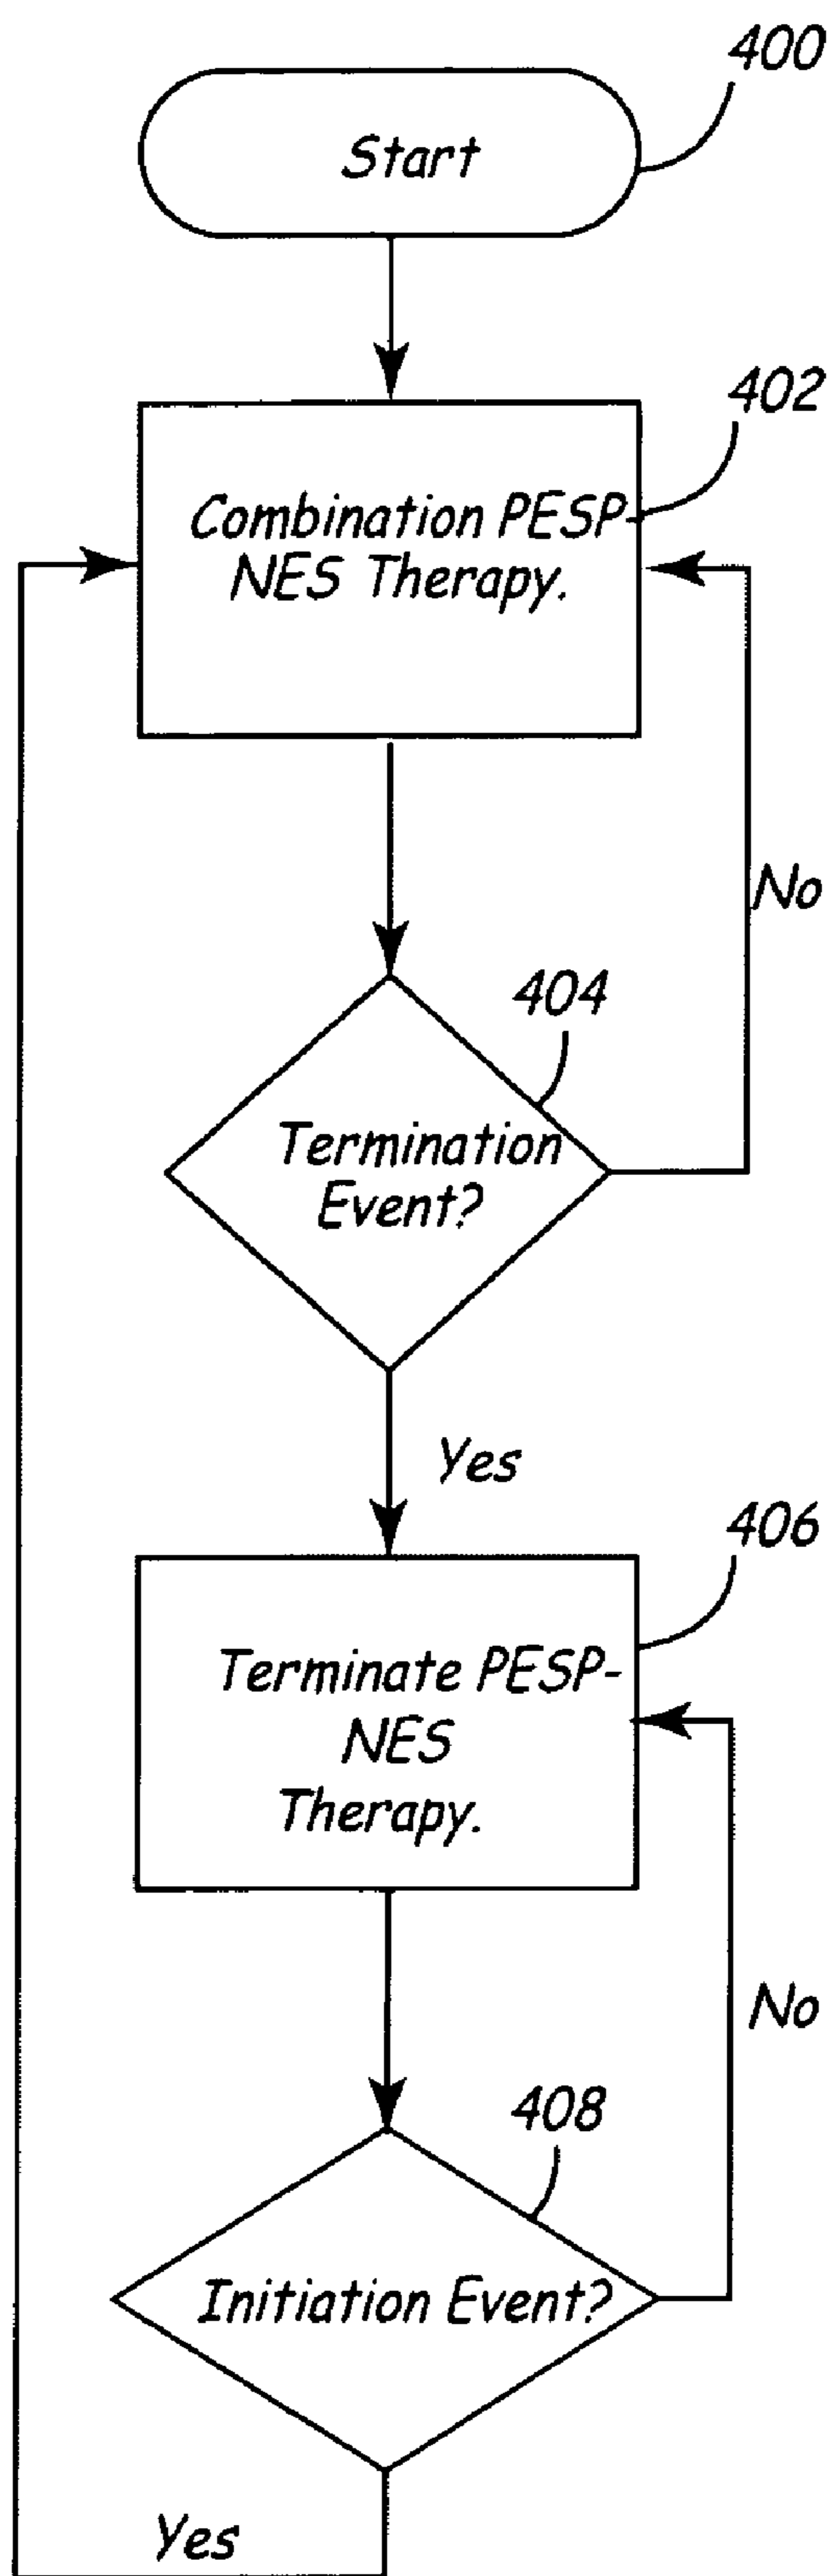 400
Start
402
Combination PESP-
NES Therapy.
No
404
Termination
Event?
Yes
406
Terminate PESP-
NES
Therapy.
No
408
Initiation Event?
Yes